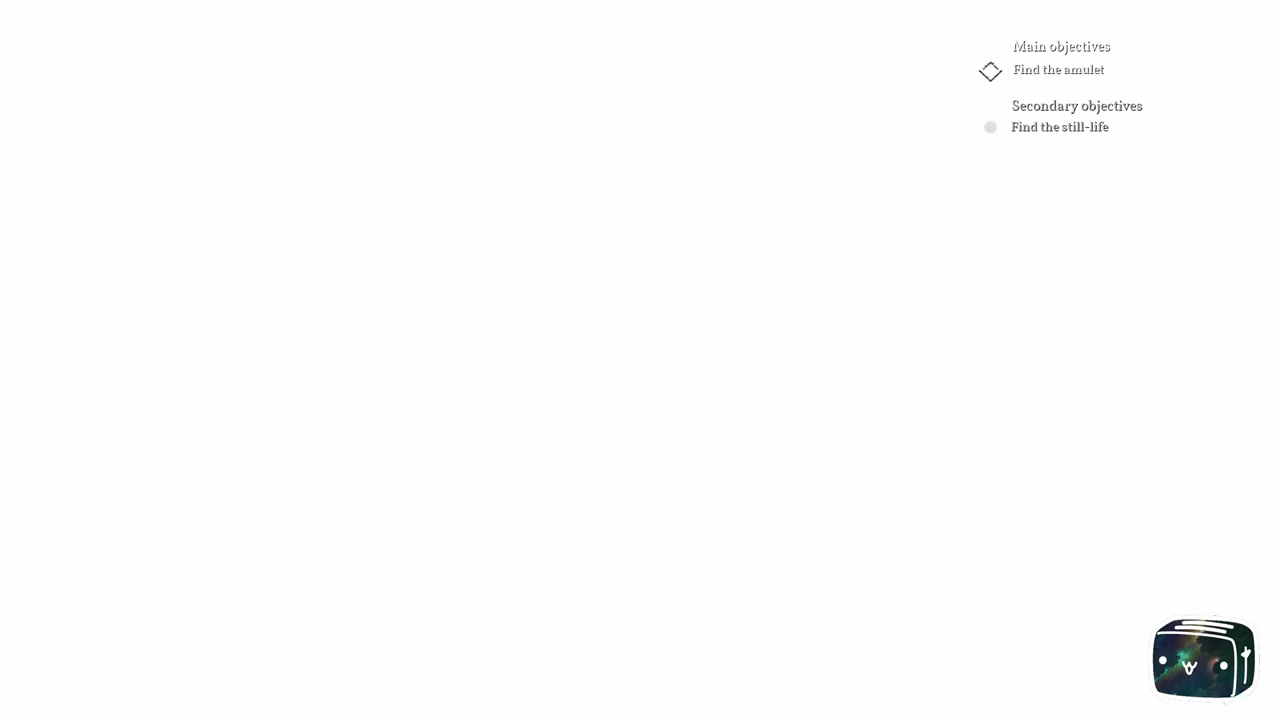 Main objectives
Find the amulet
Secondary objectives
Find the still-life